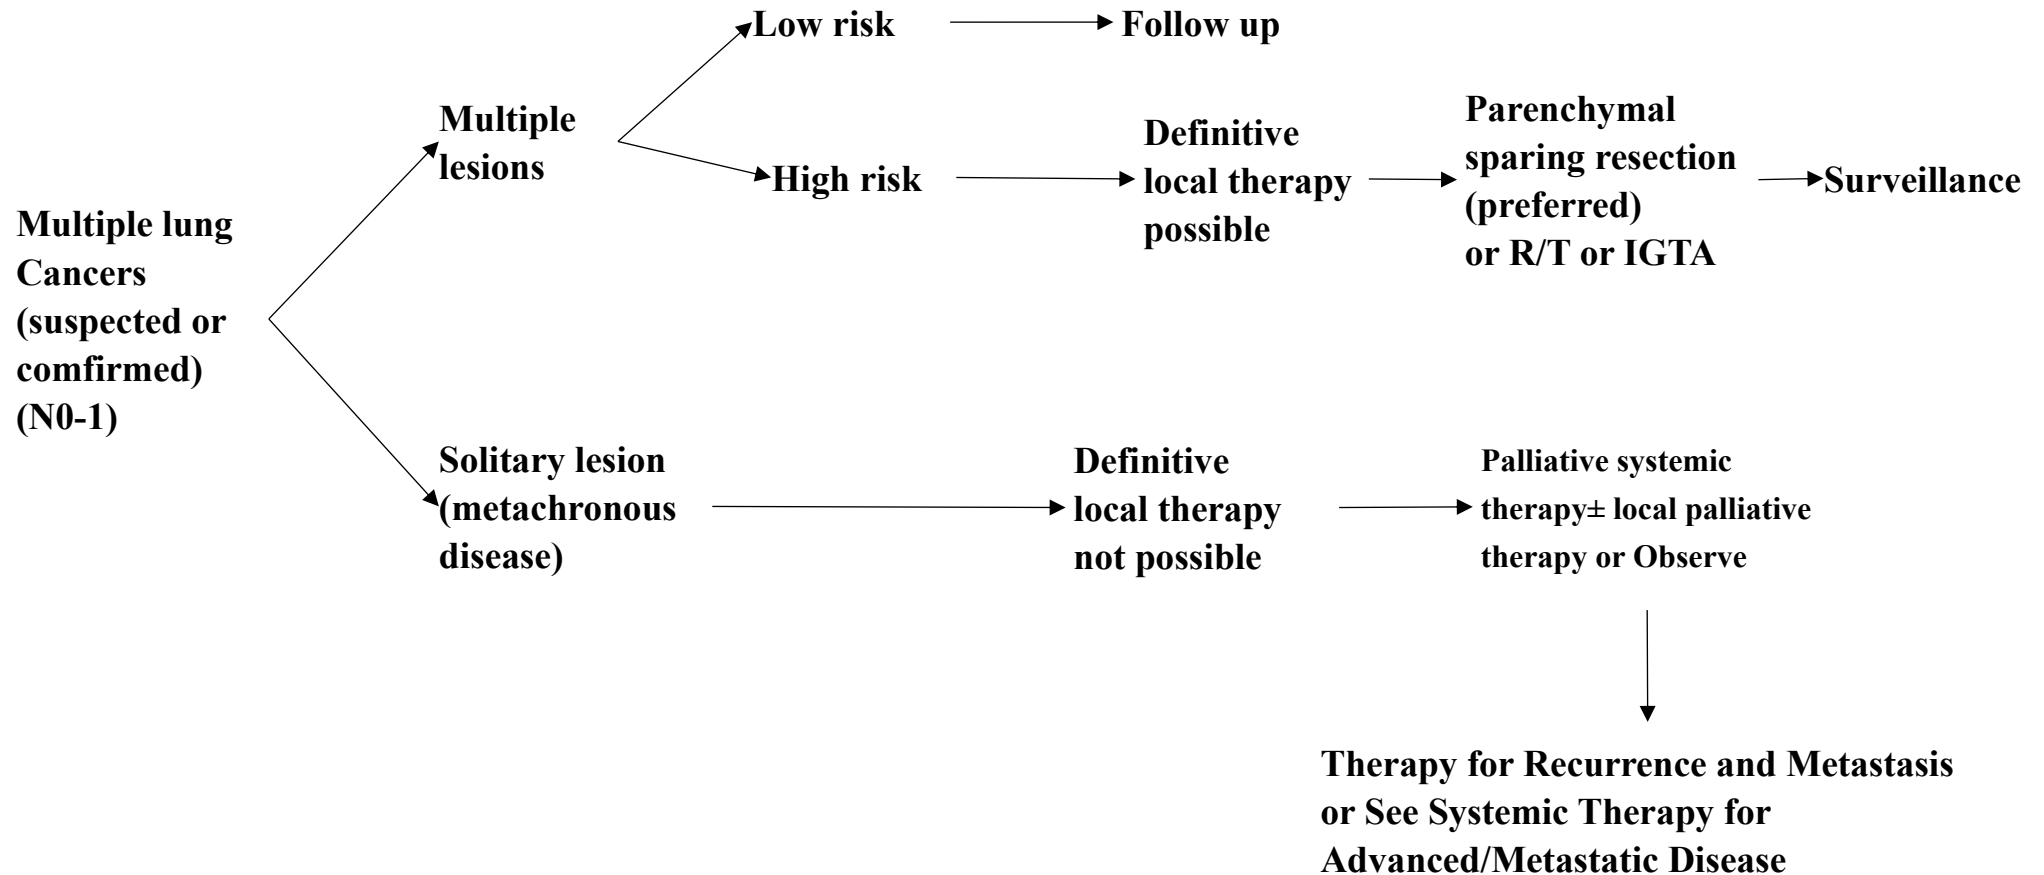 Low risk
Follow up
Multiple
lesions
High risk
Definitive
local therapy
possible
Parenchymal
sparing resection
(preferred)
or R/T or IGTA
Surveillance
Multiple lung
Cancers
(suspected or
comfirmed)
(N0-1)
Solitary lesion
(metachronous
disease)
Definitive
local therapy
not possible
Palliative systemic
therapy± local palliative
therapy or Observe
Therapy for Recurrence and Metastasis
or See Systemic Therapy for
Advanced/Metastatic Disease